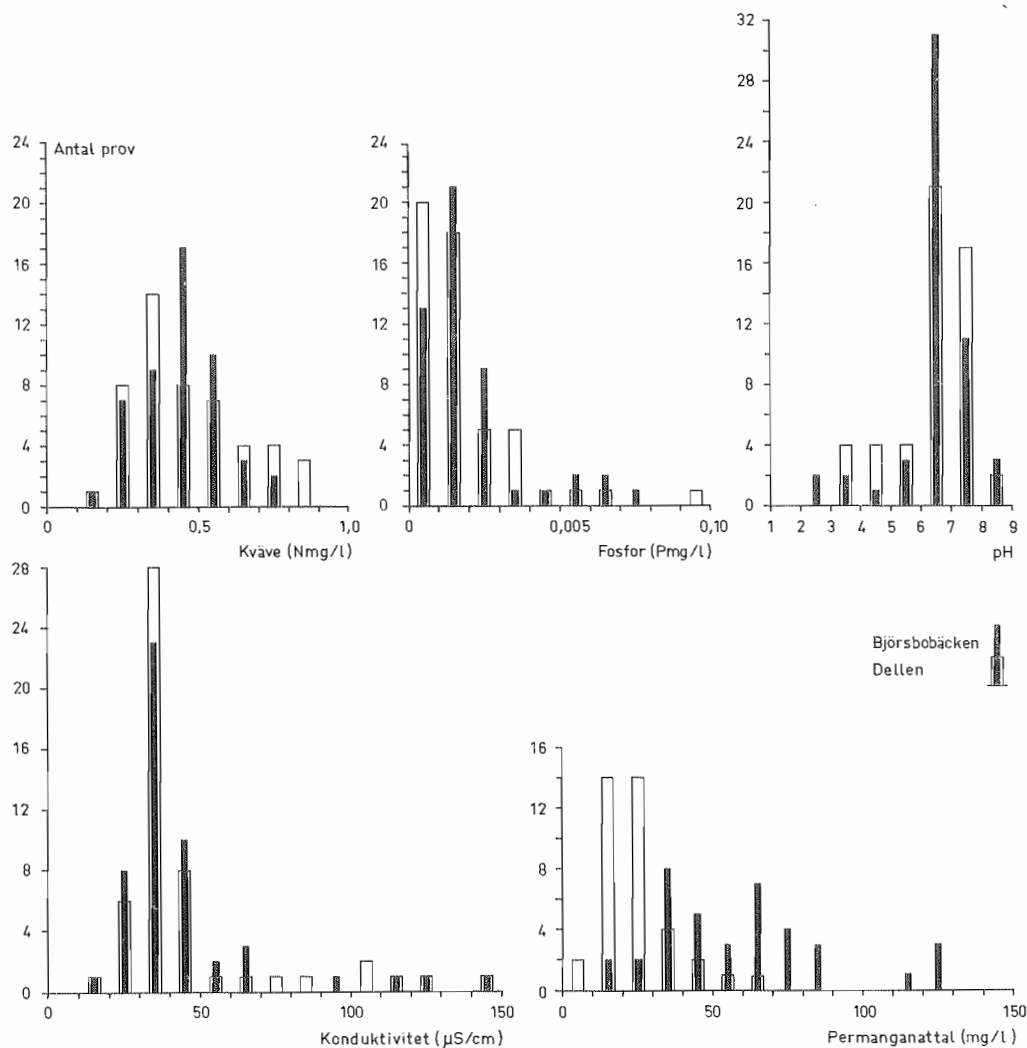 Antal prov
24
20
16
12
8
4
0
0 0,5 1,0
Kväve (Nmg/l)
24
20
16
12
8
4
0
0 0,005 0,10
Fosfor (Pmg/l)
32
28
24
20
16
12
8
4
0
1 2 3 4 5 6 7 8 9
pH
28
24
20
16
12
8
4
0
0 50 100 150
Konduktivitet (µS/cm)
Björsbobäcken
Dellen
16
12
8
4
0
0 50 100 150
Permanganattal (mg/l)